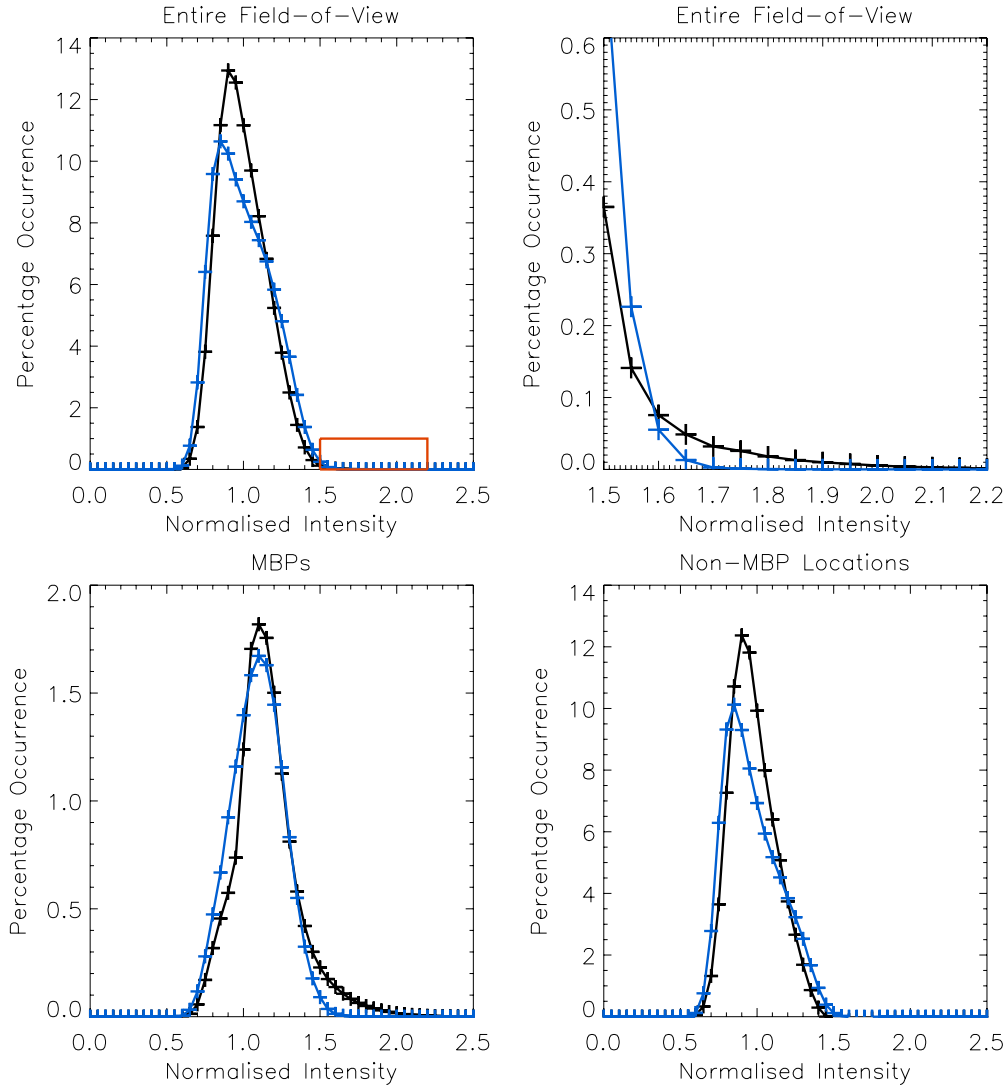 Entire Field-of-View
14
12
10
8
6
4
2
0
Percentage Occurrence
0.0 0.5 1.0 1.5 2.0 2.5
Normalised Intensity
Entire Field-of-View
0.6
0.5
0.4
0.3
0.2
0.1
0.0
Percentage Occurrence
1.5 1.6 1.7 1.8 1.9 2.0 2.1 2.2
Normalised Intensity
MBPs
2.0
1.5
1.0
0.5
0.0
Percentage Occurrence
0.0 0.5 1.0 1.5 2.0 2.5
Normalised Intensity
Non-MBP Locations
14
12
10
8
6
4
2
0
Percentage Occurrence
0.0 0.5 1.0 1.5 2.0 2.5
Normalised Intensity